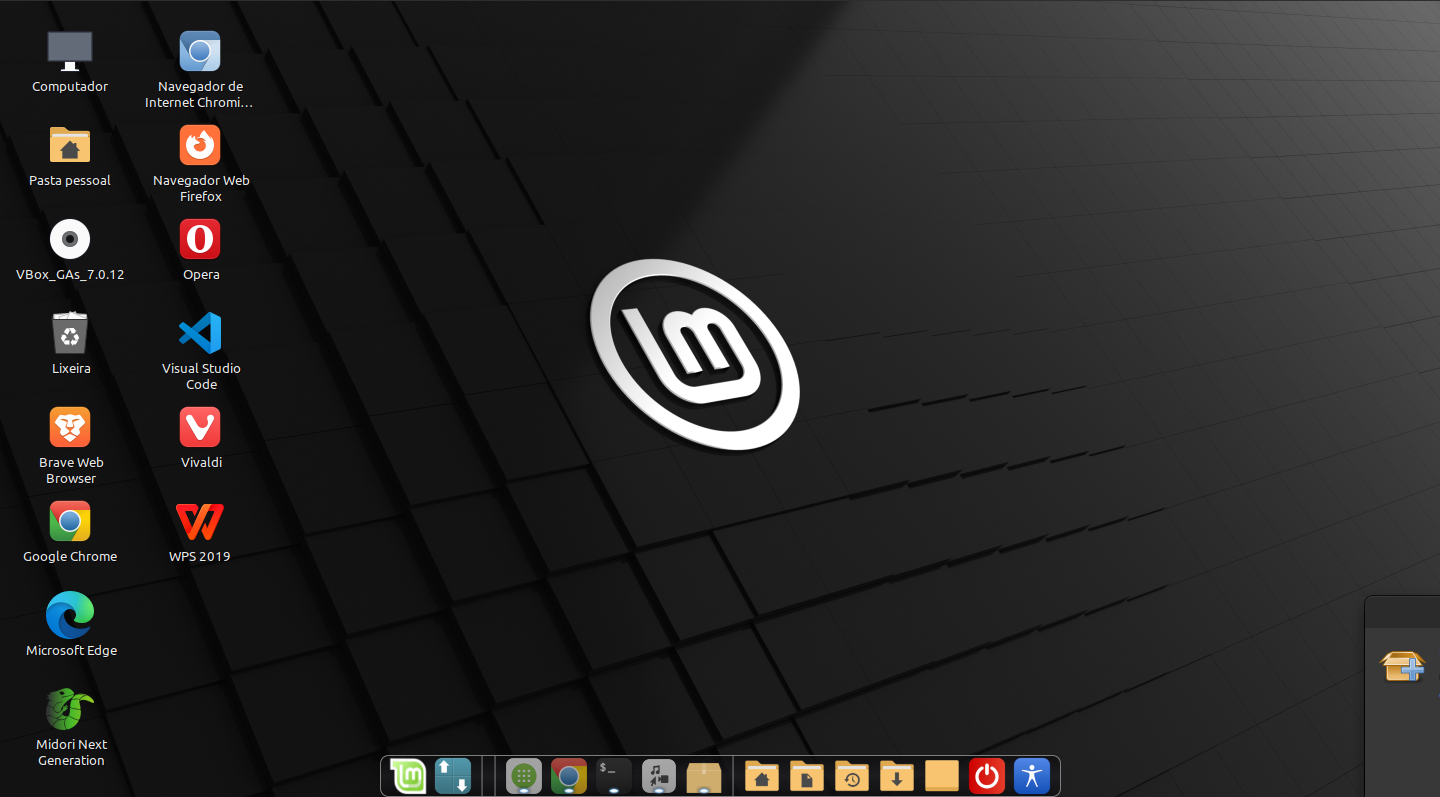 Computador
Navegador de
Internet Chromi...
Pasta pessoal
Navegador Web
Firefox
VBox_GAs_7.0.12
Opera
Lixeira
Visual Studio
Code
Brave Web
Browser
Vivaldi
Google Chrome
WPS 2019
Microsoft Edge
Midori Next
Generation
$_